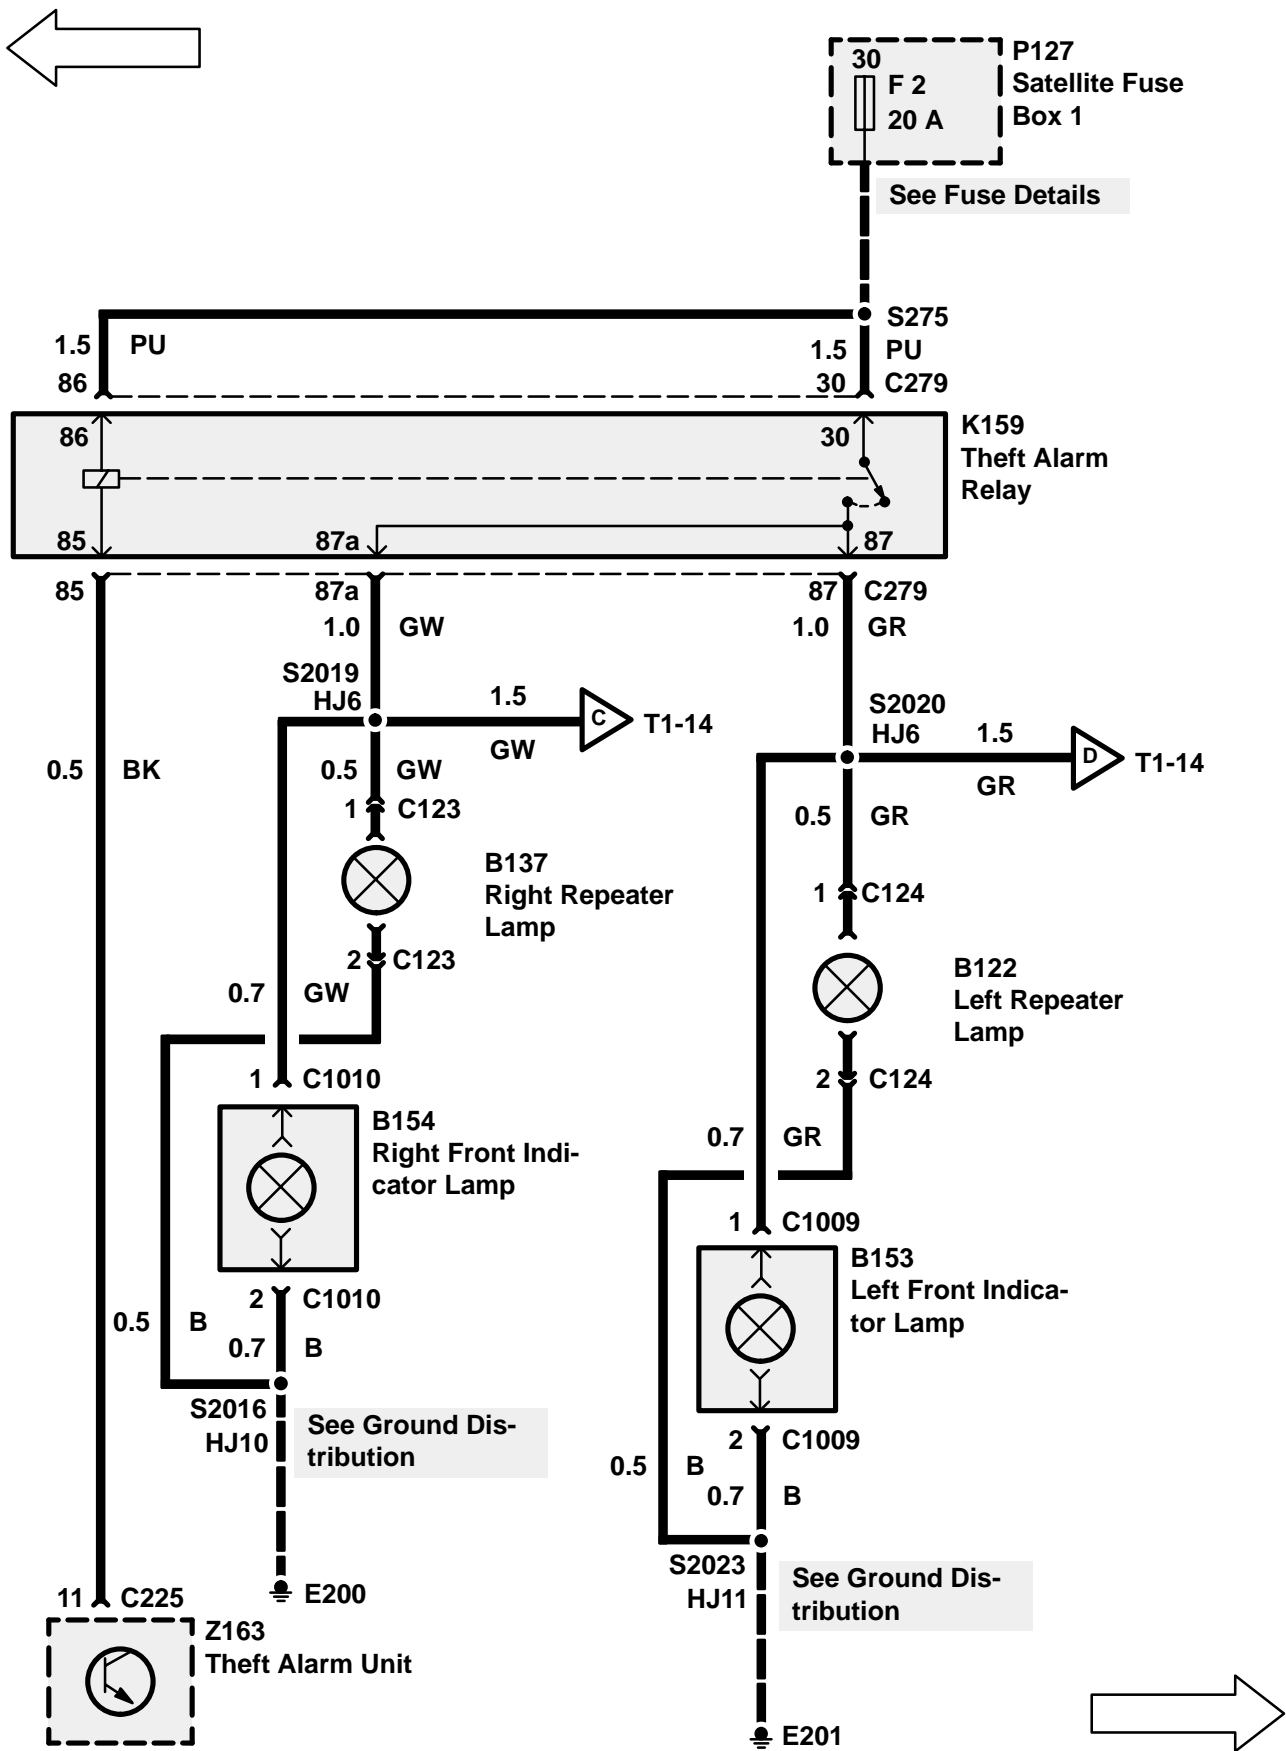 30
F 2
20 A
P127
Satellite Fuse
Box 1
See Fuse Details
S275
1.5 PU
1.5 PU
86
30 C279
86
30
K159
Theft Alarm
Relay
85
87a
87
85
87a
87 C279
1.0 GW
1.0 GR
S2019
HJ6
1.5
GW
C
T1-14
S2020
HJ6
1.5
GR
D
T1-14
0.5 BK
0.5 GW
1 C123
0.5 GR
B137
Right Repeater
Lamp
1 C124
2 C123
B122
Left Repeater
Lamp
0.7 GW
1 C1010
2 C124
B154
Right Front Indi-
cator Lamp
0.7 GR
1 C1009
B153
Left Front Indica-
tor Lamp
2 C1010
0.5 B
0.7 B
S2016
HJ10
See Ground Dis-
tribution
2 C1009
0.5 B
0.7 B
S2023
HJ11
See Ground Dis-
tribution
E200
11 C225
Z163
Theft Alarm Unit
E201